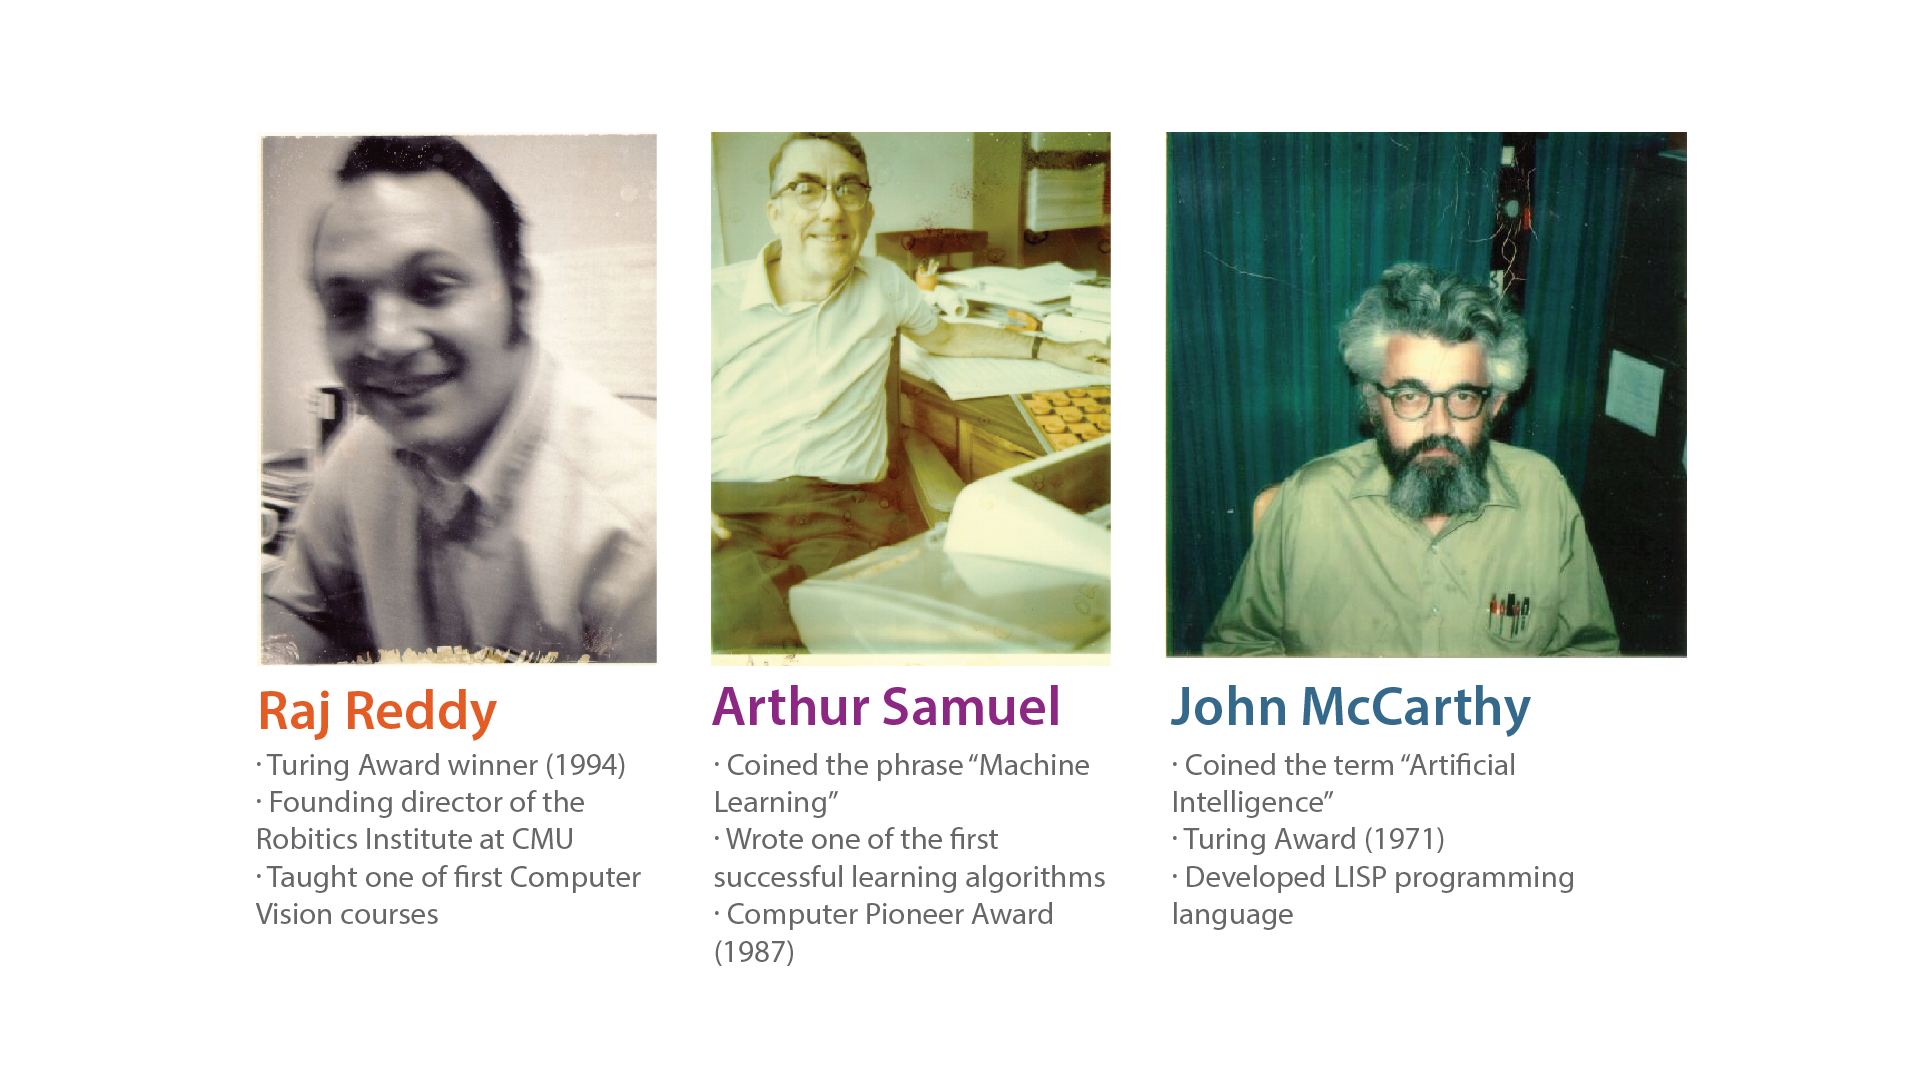 Raj Reddy
· Turing Award winner (1994)
· Founding director of the
Robitics Institute at CMU
· Taught one of first Computer
Vision courses
Arthur Samuel
· Coined the phrase “Machine
Learning”
· Wrote one of the first
successful learning algorithms
· Computer Pioneer Award
(1987)
John McCarthy
· Coined the term “Artificial
Intelligence”
· Turing Award (1971)
· Developed LISP programming
language